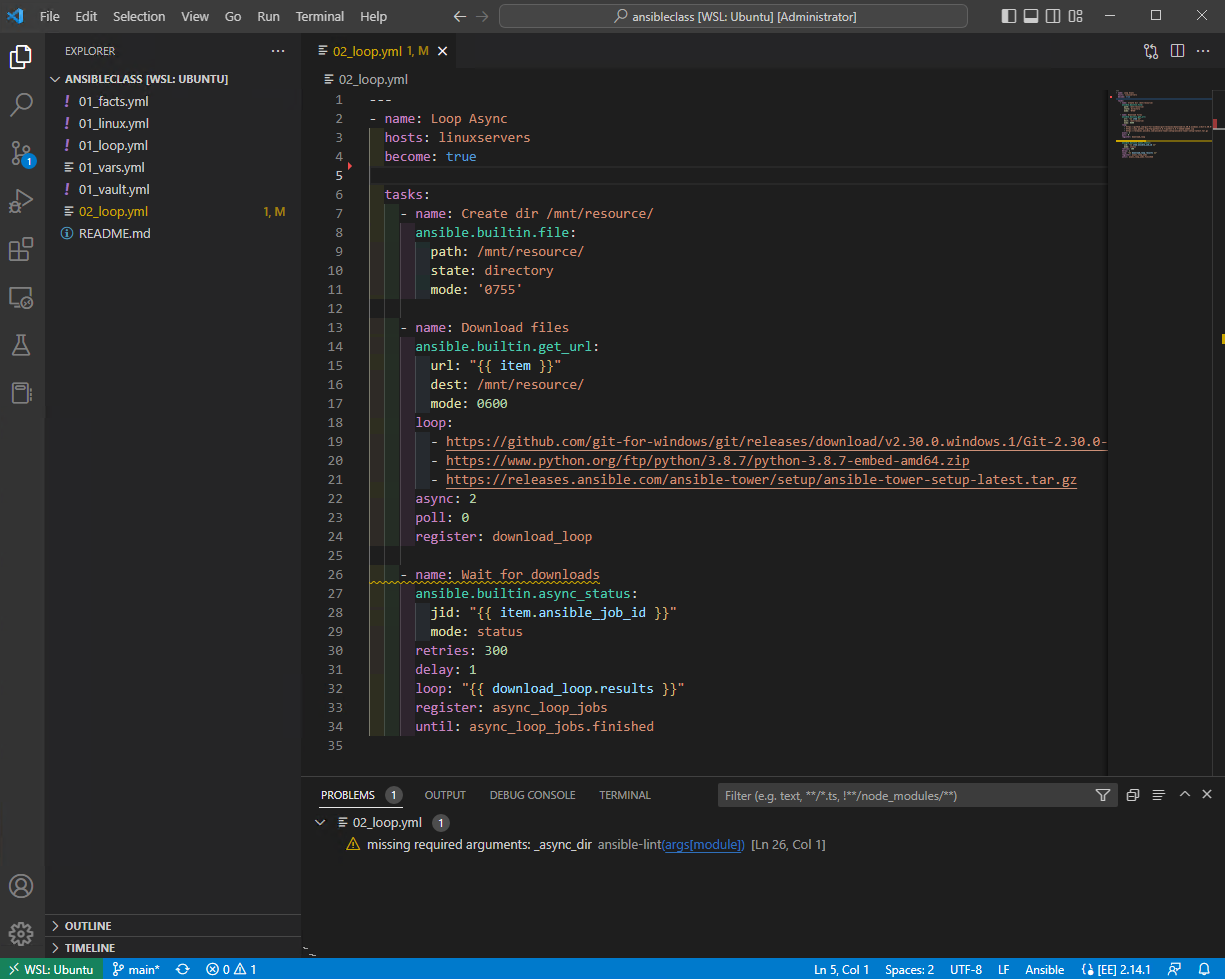 File Edit Selection View Go Run Terminal Help
ansibleclass [WSL: Ubuntu] [Administrator]
EXPLORER
ANSIBLECLASS [WSL: UBUNTU]
01_facts.yml
01_linux.yml
01_loop.yml
01_vars.yml
01_vault.yml
02_loop.yml 1, M
README.md
1
OUTLINE
TIMELINE
02_loop.yml 1, M
02_loop.yml
1 ---
2 - name: Loop Async
3 hosts: linuxservers
4 become: true
5
6 tasks:
7 - name: Create dir /mnt/resource/
8 ansible.builtin.file:
9 path: /mnt/resource/
10 state: directory
11 mode: '0755'
12
13 - name: Download files
14 ansible.builtin.get_url:
15 url: "{{ item }}"
16 dest: /mnt/resource/
17 mode: 0600
18 loop:
19 - https://github.com/git-for-windows/git/releases/download/v2.30.0.windows.1/Git-2.30.0-
20 - https://www.python.org/ftp/python/3.8.7/python-3.8.7-embed-amd64.zip
21 - https://releases.ansible.com/ansible-tower/setup/ansible-tower-setup-latest.tar.gz
22 async: 2
23 poll: 0
24 register: download_loop
25
26 - name: Wait for downloads
27 ansible.builtin.async_status:
28 jid: "{{ item.ansible_job_id }}"
29 mode: status
30 retries: 300
31 delay: 1
32 loop: "{{ download_loop.results }}"
33 register: async_loop_jobs
34 until: async_loop_jobs.finished
35
PROBLEMS 1 OUTPUT DEBUG CONSOLE TERMINAL
Filter (e.g. text, **/*.ts, !**/node_modules/**)
02_loop.yml 1
missing required arguments: _async_dir ansible-lint(args[module]) [Ln 26, Col 1]
WSL: Ubuntu main* 0 1
Ln 5, Col 1 Spaces: 2 UTF-8 LF Ansible [EE] 2.14.1